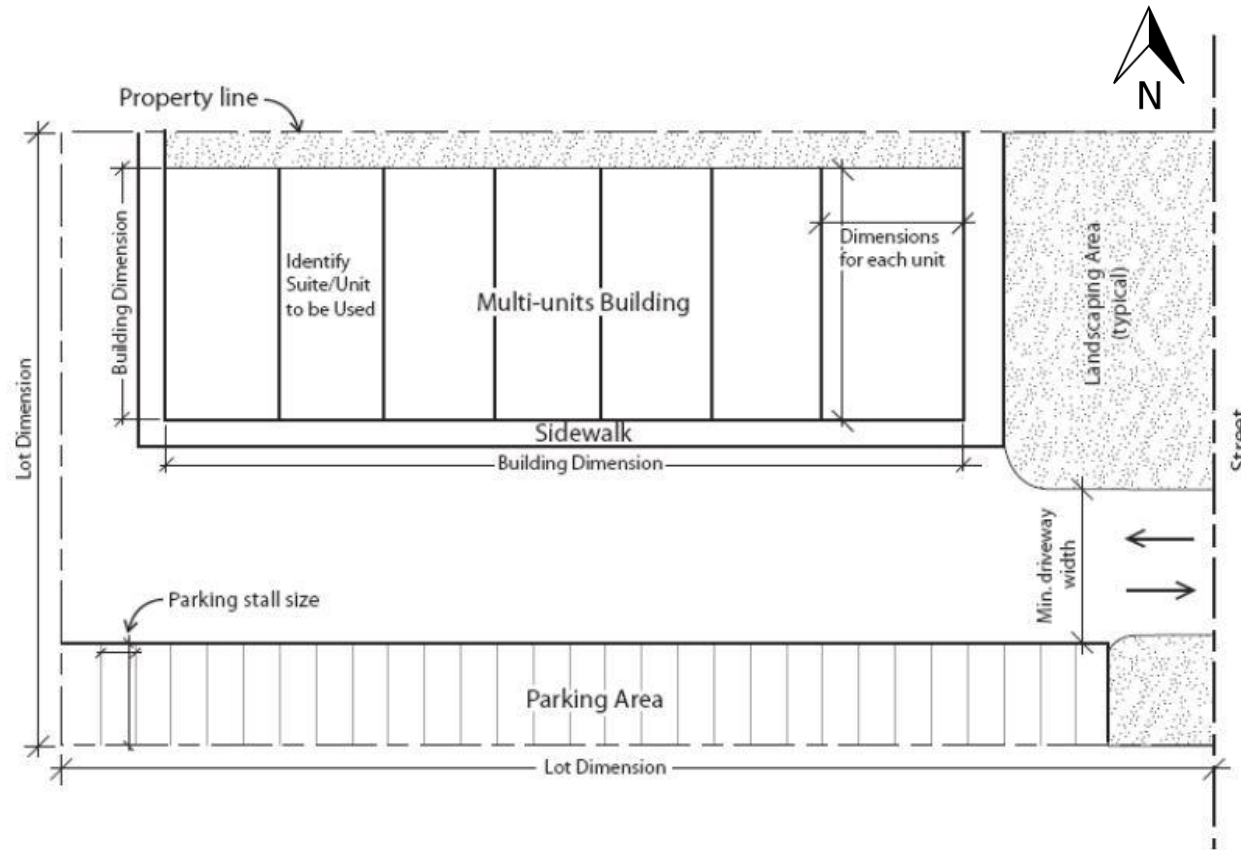 N
Property line
Building Dimension
Identify
Suite/Unit
to be Used
Multi-units Building
Dimensions
for each unit
Landscaping Area
(typical)
Lot Dimension
Sidewalk
Building Dimension
Street
Min. driveway
width
Parking stall size
Parking Area
Lot Dimension